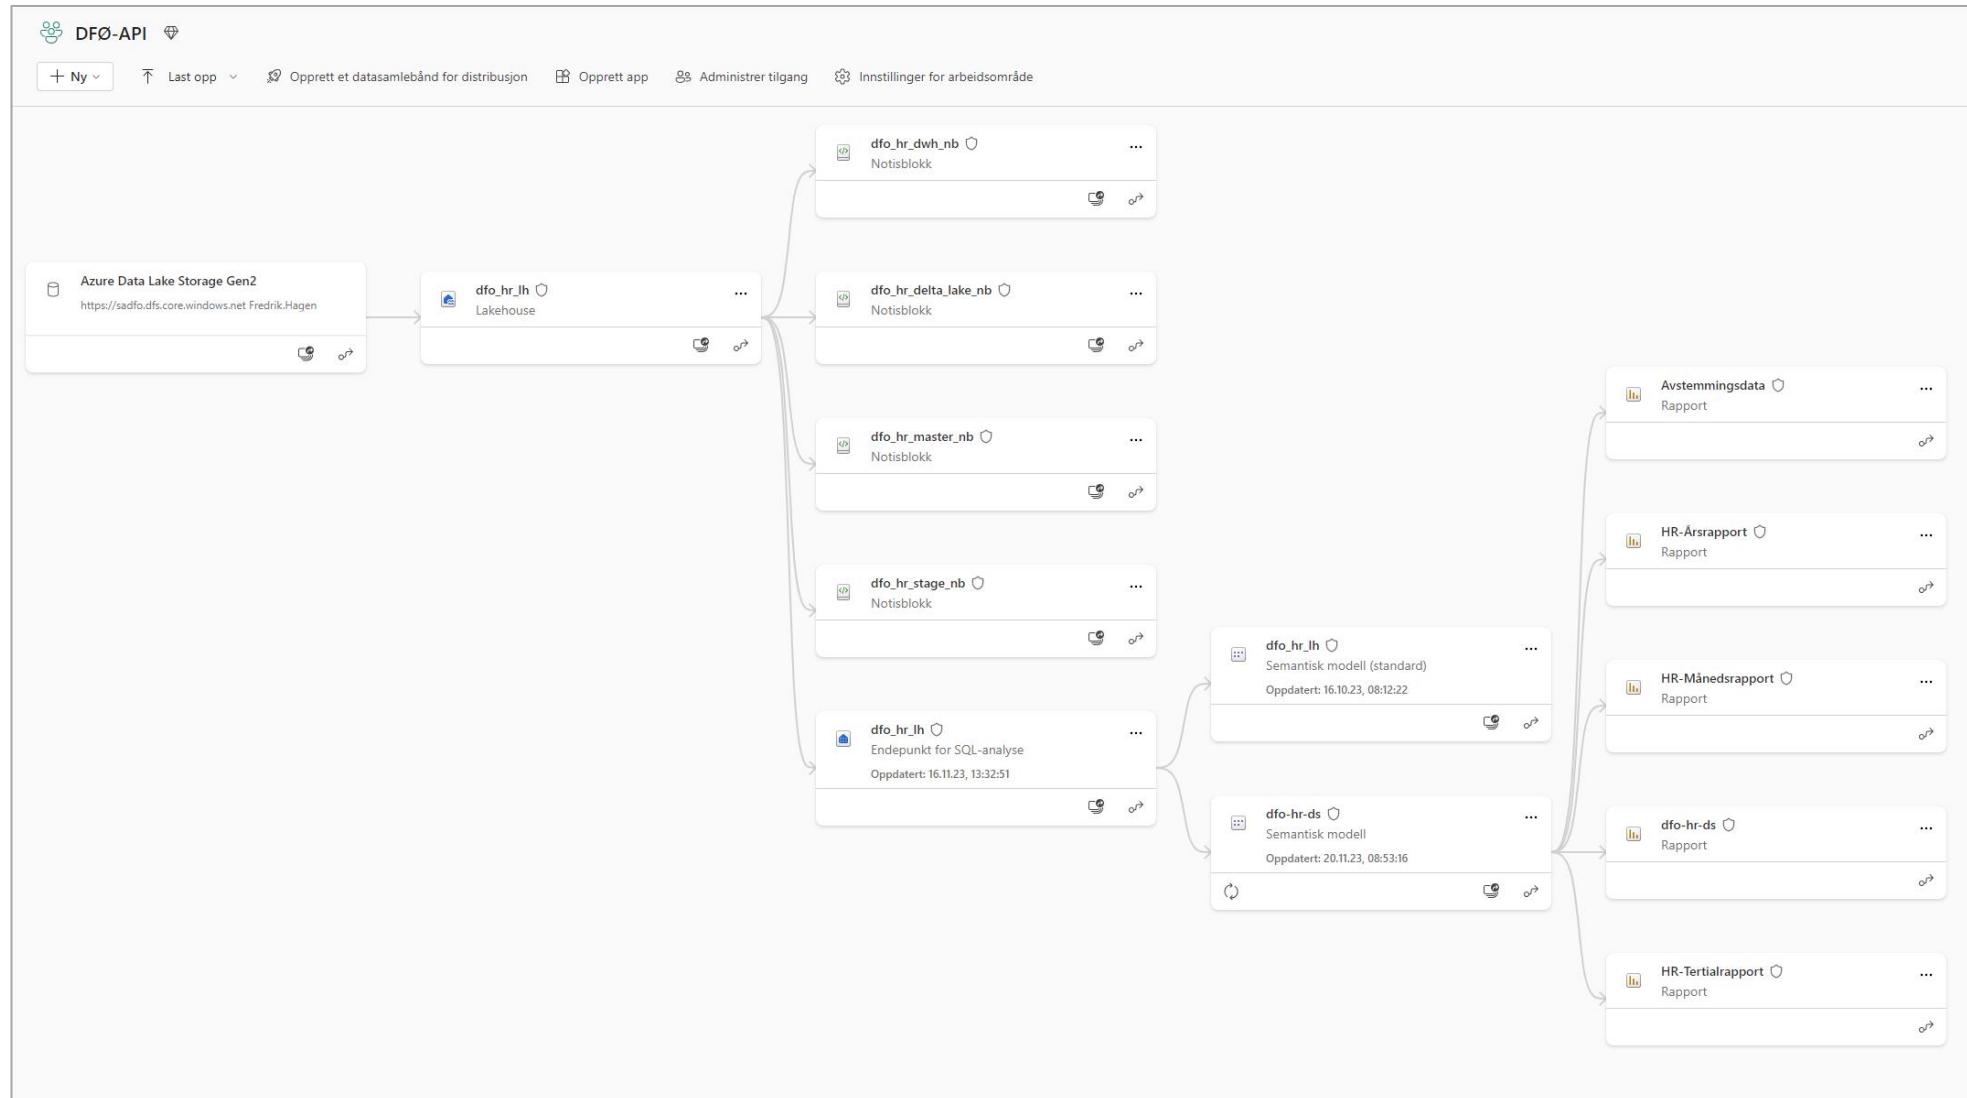 DFØ-API
Ny
Last opp
Opprett et datasamlebånd for distribusjon
Opprett app
Administrer tilgang
Innstillinger for arbeidsområde
Azure Data Lake Storage Gen2
https://sadfo.dfs.core.windows.net Fredrik.Hagen
dfo_hr_lh
Lakehouse
dfo_hr_dwh_nb
Notisblokk
dfo_hr_delta_lake_nb
Notisblokk
dfo_hr_master_nb
Notisblokk
dfo_hr_stage_nb
Notisblokk
dfo_hr_lh
Endepunkt for SQL-analyse
Oppdatert: 16.11.23, 13:32:51
dfo_hr_lh
Semantisk modell (standard)
Oppdatert: 16.10.23, 08:12:22
dfo-hr-ds
Semantisk modell
Oppdatert: 20.11.23, 08:53:16
Avstemmingsdata
Rapport
HR-Årsrapport
Rapport
HR-Månedsrapport
Rapport
dfo-hr-ds
Rapport
HR-Tertialrapport
Rapport